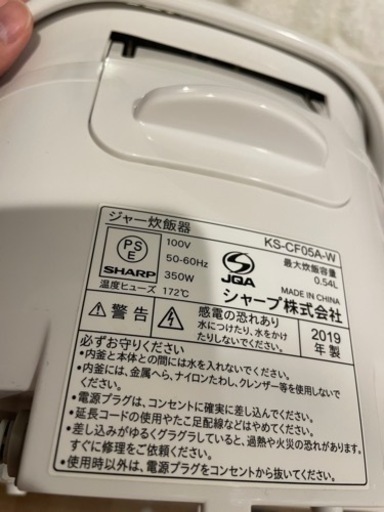 ジャー炊飯器
KS-CF05A-W
PS
E
SHARP
100V
50-60Hz
350W
温度ヒューズ 172℃
JQA
最大炊飯容量
0.54L
MADE IN CHINA
シャープ株式会社
警告
感電の恐れあり
水につけたり、水をかけ
たりしないでください。
2019
年製
必ずお守りください
・内釜と本体との間には水を入れないでください。
・内釜には、金属へら、ナイロンたわし、クレンザー等を使用しないで
ください。
・電源プラグは、コンセントに確実に差し込んでください。
・延長コードの使用やたこ足配線などはやめてください。
・差し込みがゆるくグラグラしていると、過熱や火災の恐れがあります。
すぐに修理をご依頼ください。
・使用時以外は、電源プラグをコンセントから抜いてください。